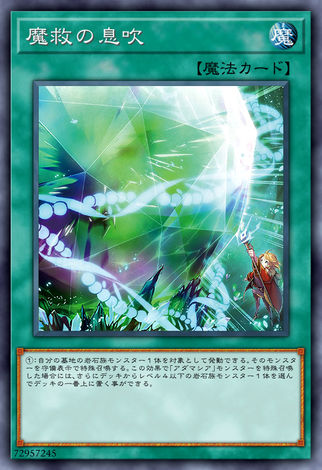 魔救の息吹
魔
【魔法カード】
①:自分の墓地の岩石族モンスター1体を対象として発動できる。そのモンス
ターを守備表示で特殊召喚する。この効果で「アダマシア」モンスターを特殊召喚
した場合には、さらにデッキからレベル4以下の岩石族モンスター1体を選ん
でデッキの一番上に置く事ができる。
72957245